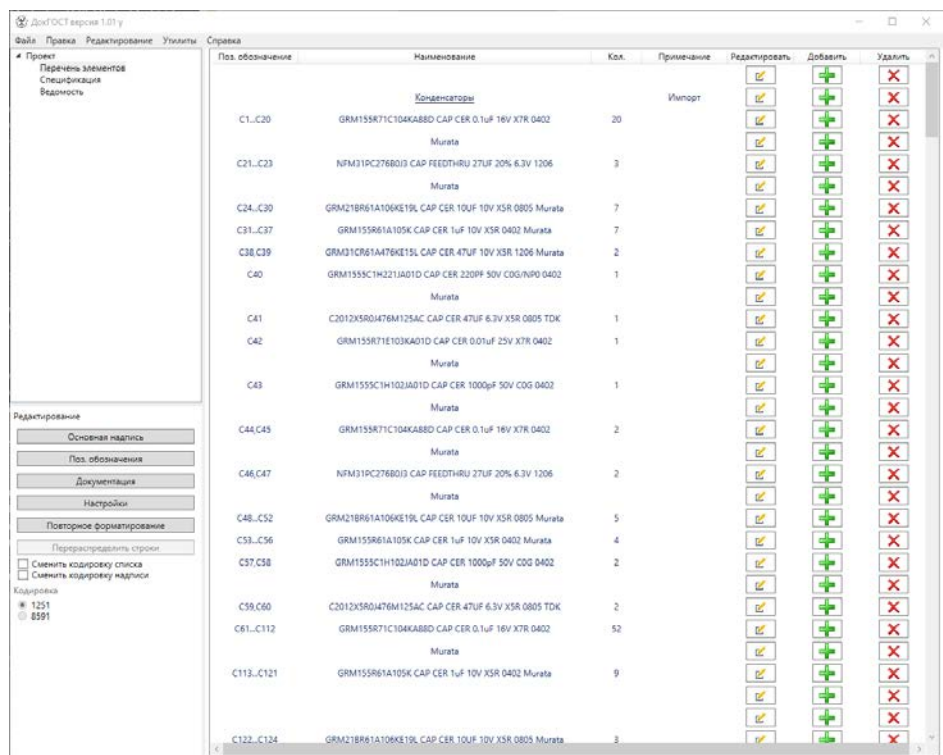 ДокГОСТ версия 1.01 y
Файл Правка Редактирование Утилиты Справка
Проект
Перечень элементов
Спецификация
Ведомость
Поз. обозначение Наименование Кол. Примечание Редактировать Добавить Удалить
Конденсаторы Импорт
C1...C20 GRM155R71C104KA88D CAP CER 0.1uF 16V X7R 0402 20
Murata
C21...C23 NFM31PC276B0J3 CAP FEEDTHRU 27UF 20% 6.3V 1206 3
Murata
C24...C30 GRM21BR61A106KE19L CAP CER 10UF 10V X5R 0805 Murata 7
C31...C37 GRM155R61A105K CAP CER 1uF 10V X5R 0402 Murata 7
C38,C39 GRM31CR61A476KE15L CAP CER 47UF 10V X5R 1206 Murata 2
C40 GRM1555C1H221JA01D CAP CER 220PF 50V C0G/NP0 0402 1
Murata
C41 C2012X5R0J476M125AC CAP CER 47UF 6.3V X5R 0805 TDK 1
C42 GRM155R71E103KA01D CAP CER 0.01uF 25V X7R 0402 1
Murata
C43 GRM1555C1H102JA01D CAP CER 1000pF 50V C0G 0402 1
Murata
C44,C45 GRM155R71C104KA88D CAP CER 0.1uF 16V X7R 0402 2
Murata
C46,C47 NFM31PC276B0J3 CAP FEEDTHRU 27UF 20% 6.3V 1206 2
Murata
C48...C52 GRM21BR61A106KE19L CAP CER 10UF 10V X5R 0805 Murata 5
C53...C56 GRM155R61A105K CAP CER 1uF 10V X5R 0402 Murata 4
C57,C58 GRM1555C1H102JA01D CAP CER 1000pF 50V C0G 0402 2
Murata
C59,C60 C2012X5R0J476M125AC CAP CER 47UF 6.3V X5R 0805 TDK 2
C61...C112 GRM155R71C104KA88D CAP CER 0.1uF 16V X7R 0402 52
Murata
C113...C121 GRM155R61A105K CAP CER 1uF 10V X5R 0402 Murata 9
C122...C124 GRM21BR61A106KE19L CAP CER 10UF 10V X5R 0805 Murata 3
Редактирование
Основная надпись
Поз. обозначения
Документация
Настройки
Повторное форматирование
Перераспределить строки
Сменить кодировку списка
Сменить кодировку надписи
Кодировка
1251
8591